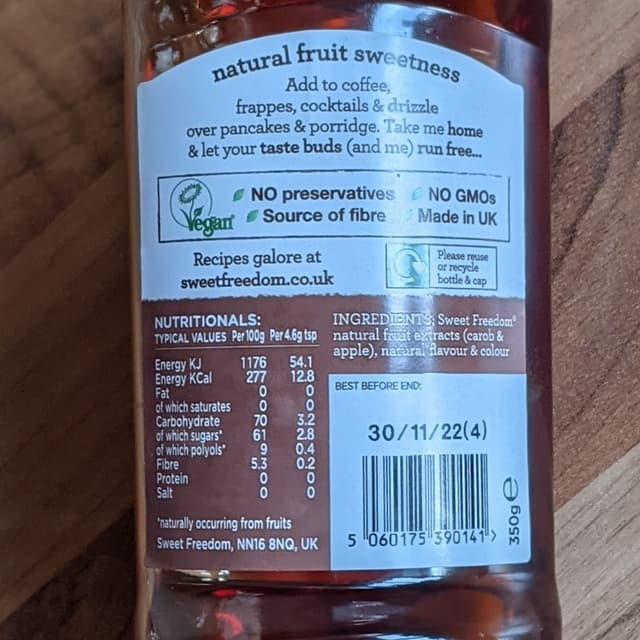 natural fruit sweetness
Add to coffee,
frappes, cocktails & drizzle
over pancakes & porridge. Take me home
& let your taste buds (and me) run free...
Vegan
NO preservatives
NO GMOs
Source of fibre
Made in UK
Recipes galore at
sweetfreedom.co.uk
Please reuse
or recycle
bottle & cap
NUTRITIONALS:
TYPICAL VALUES Per 100g Per 4.6g tsp
Energy KJ 1176 54.1
Energy KCal 277 12.8
Fat 0 0
of which saturates 0 0
Carbohydrate 70 3.2
of which sugars* 61 2.8
of which polyols* 9 0.4
Fibre 5.3 0.2
Protein 0 0
Salt 0 0
*naturally occurring from fruits
Sweet Freedom, NN16 8NQ, UK
INGREDIENTS: Sweet Freedom®
natural fruit extracts (carob &
apple), natural flavour & colour
BEST BEFORE END:
30/11/22(4)
5 060175 390141 >
350g e